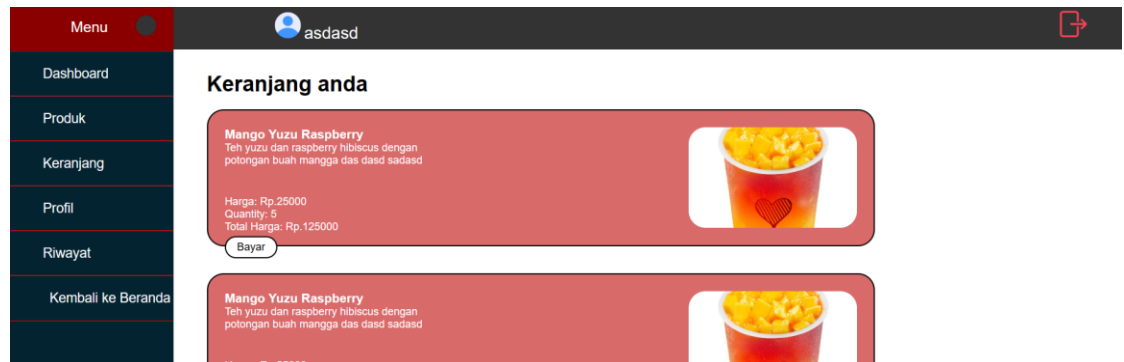 Menu
asdasd
Dashboard
Produk
Keranjang
Profil
Riwayat
Kembali ke Beranda
Keranjang anda
Mango Yuzu Raspberry
Teh yuzu dan raspberry hibiscus dengan
potongan buah mangga das dasd sadasd
Harga: Rp.25000
Quantity: 5
Total Harga: Rp.125000
Bayar
Mango Yuzu Raspberry
Teh yuzu dan raspberry hibiscus dengan
potongan buah mangga das dasd sadasd